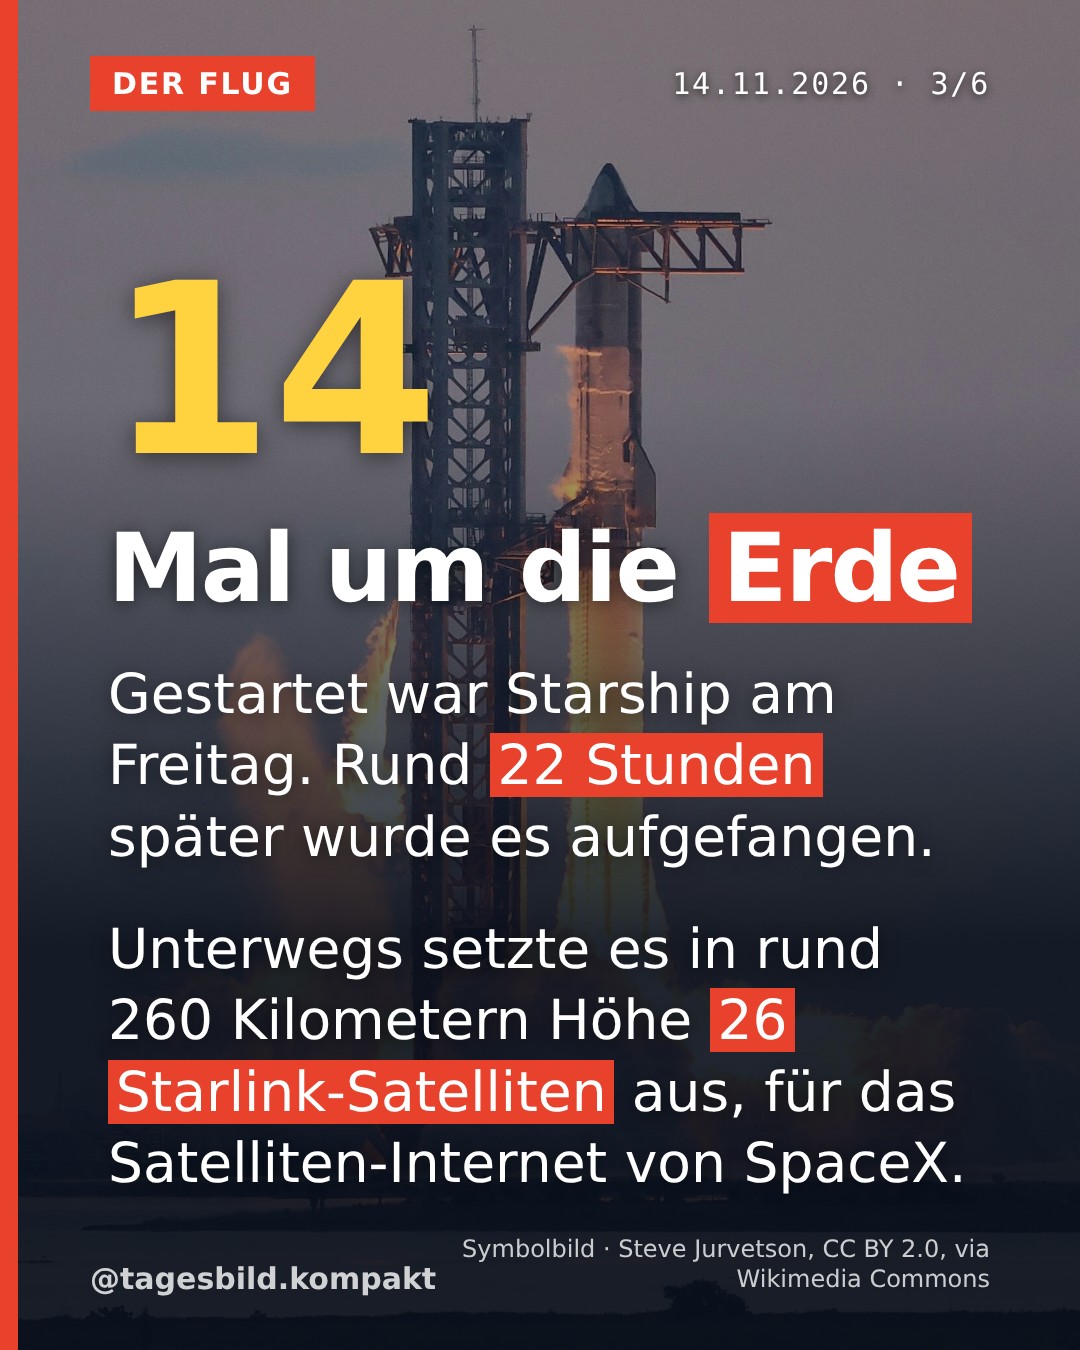 DER FLUG
14.11.2026 · 3/6
14
Mal um die Erde
Gestartet war Starship am
Freitag. Rund 22 Stunden
später wurde es aufgefangen.
Unterwegs setzte es in rund
260 Kilometern Höhe 26
Starlink-Satelliten aus, für das
Satelliten-Internet von SpaceX.
Symbolbild · Steve Jurvetson, CC BY 2.0, via
Wikimedia Commons
@tagesbild.kompakt